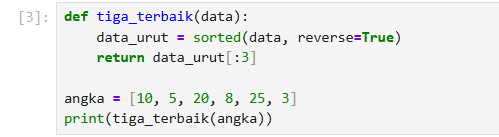 [3]: def tiga_terbaik(data):
    data_urut = sorted(data, reverse=True)
    return data_urut[:3]

angka = [10, 5, 20, 8, 25, 3]
print(tiga_terbaik(angka))